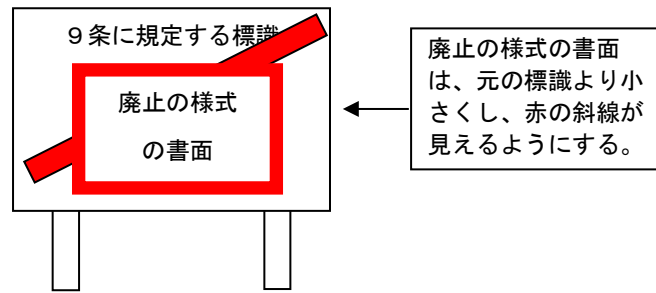 ９条に規定する標識
廃止の様式
の書面
廃止の様式の書面
は、元の標識より小
さくし、赤の斜線が
見えるようにする。